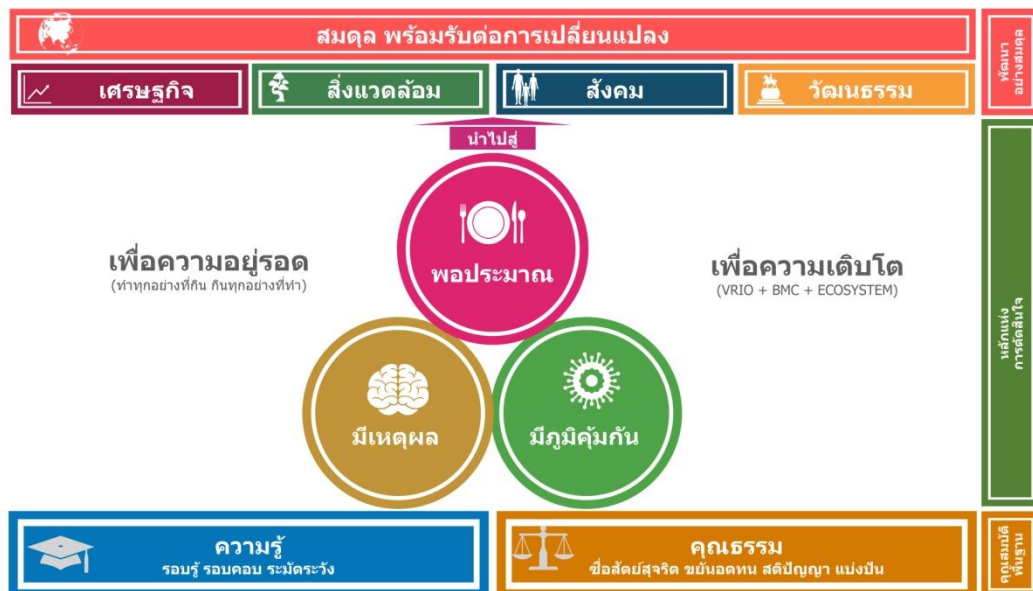 สมดุล พร้อมรับต่อการเปลี่ยนแปลง
พัฒนา
อย่างสมดุล
เศรษฐกิจ
สิ่งแวดล้อม
สังคม
วัฒนธรรม
นำไปสู่
พอประมาณ
เพื่อความอยู่รอด
(ทำทุกอย่างที่กิน กินทุกอย่างที่ทำ)
เพื่อความเติบโต
(VRIO + BMC + ECOSYSTEM)
หลักแห่ง
การตัดสินใจ
มีเหตุผล
มีภูมิคุ้มกัน
ความรู้
รอบรู้ รอบคอบ ระมัดระวัง
คุณธรรม
ซื่อสัตย์สุจริต ขยันอดทน สติปัญญา แบ่งปัน
คุณสมบัติ
พื้นฐาน